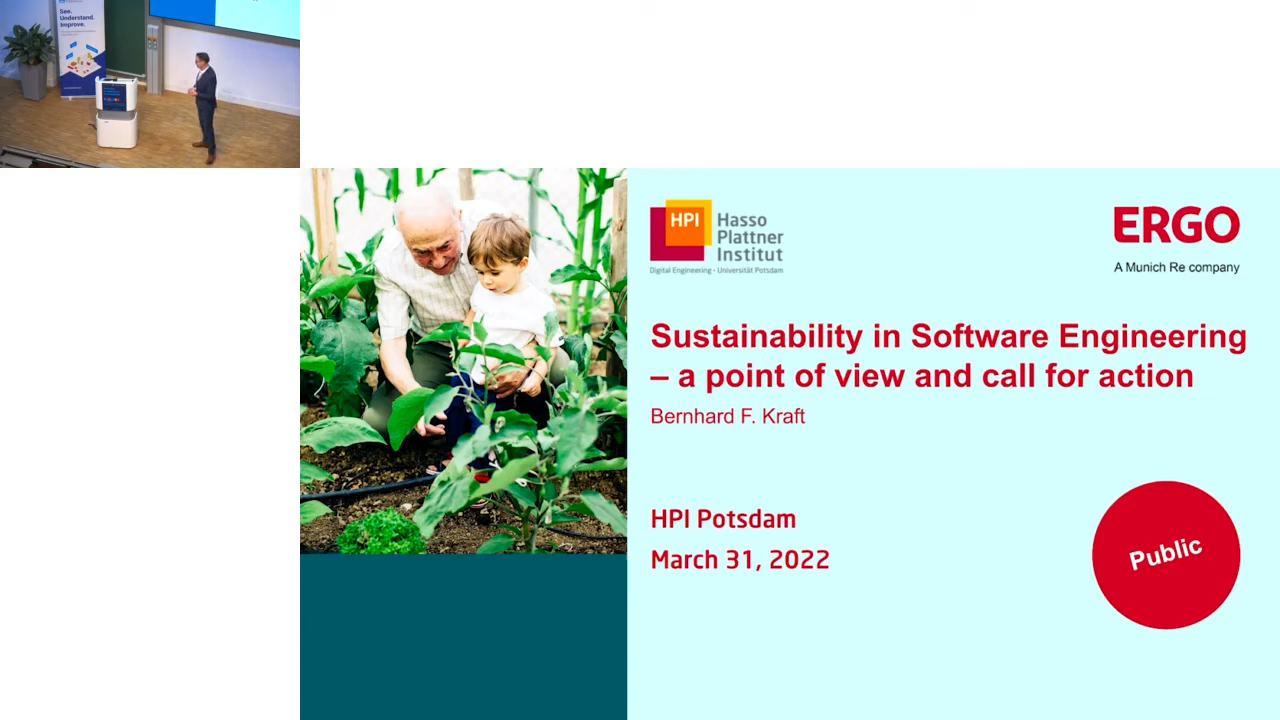 See.
Understand.
Improve.
HPI
Hasso
Plattner
Institut
Digital Engineering • Universität Potsdam
ERGO
A Munich Re company
Sustainability in Software Engineering
– a point of view and call for action
Bernhard F. Kraft
HPI Potsdam
March 31, 2022
Public